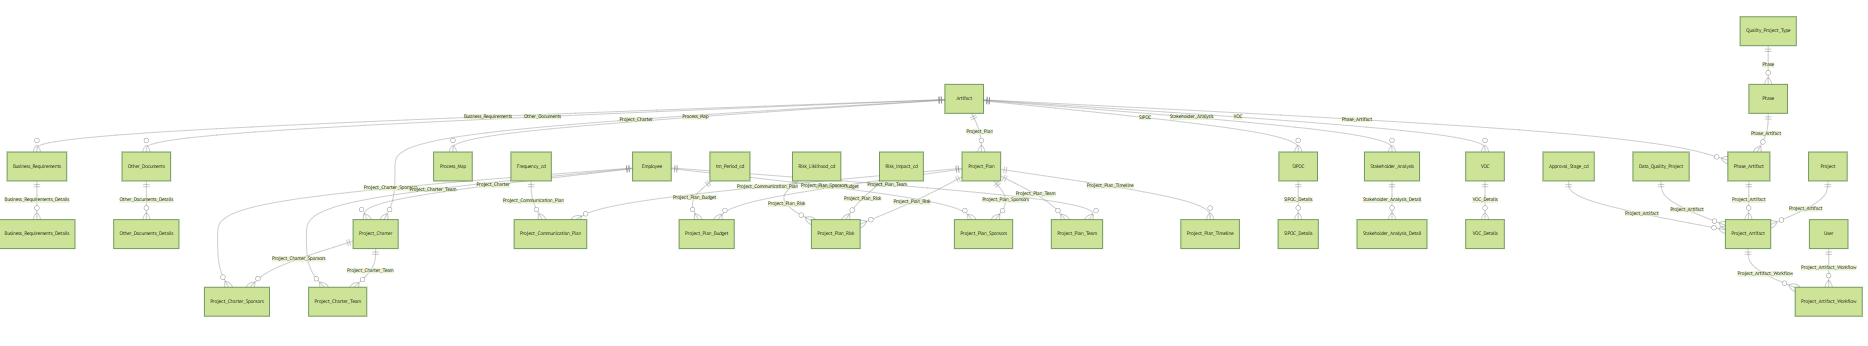 Quality_Project_Type
Phase
Artifact
Phase
Business_Requirements
Other_Documents
Project_Charter
Process_Map
SIPOC
Stakeholder_Analysis
VOC
Phase_Artifact
Project_Plan
Phase_Artifact
Business_Requirements
Other_Documents
Process_Map
Frequency_cd
Employee
Risk_Impact_cd
Project_Plan
SIPOC
Stakeholder_Analysis
VOC
Approval_Stage_cd
Data_Quality_Project
Phase_Artifact
Project
Project_Charter_Sponsors
Project_Charter_Team
Project_Charter
Project_Communication_Plan
Project_Plan_Team
Project_Plan_Timeline
Business_Requirements_Details
Other_Documents_Details
Project_Communication_Plan
Project_Plan_Budget
Project_Plan_Risk
Project_Plan_Risk
Project_Plan_Risk
Project_Plan_Sponsors
Project_Plan_Team
SIPOC_Details
Stakeholder_Analysis_Detail
VOC_Details
Project_Artifact
Project_Artifact
Project_Artifact
Project_Artifact
Business_Requirements_Details
Other_Documents_Details
Project_Charter
Project_Communication_Plan
Project_Plan_Budget
Project_Plan_Risk
Project_Plan_Sponsors
Project_Plan_Team
Project_Plan_Timeline
SIPOC_Details
Stakeholder_Analysis_Detail
VOC_Details
Project_Artifact
User
Project_Charter_Sponsors
Project_Charter_Team
Project_Artifact_Workflow
Project_Artifact_Workflow
Project_Charter_Sponsors
Project_Charter_Team
Project_Artifact_Workflow